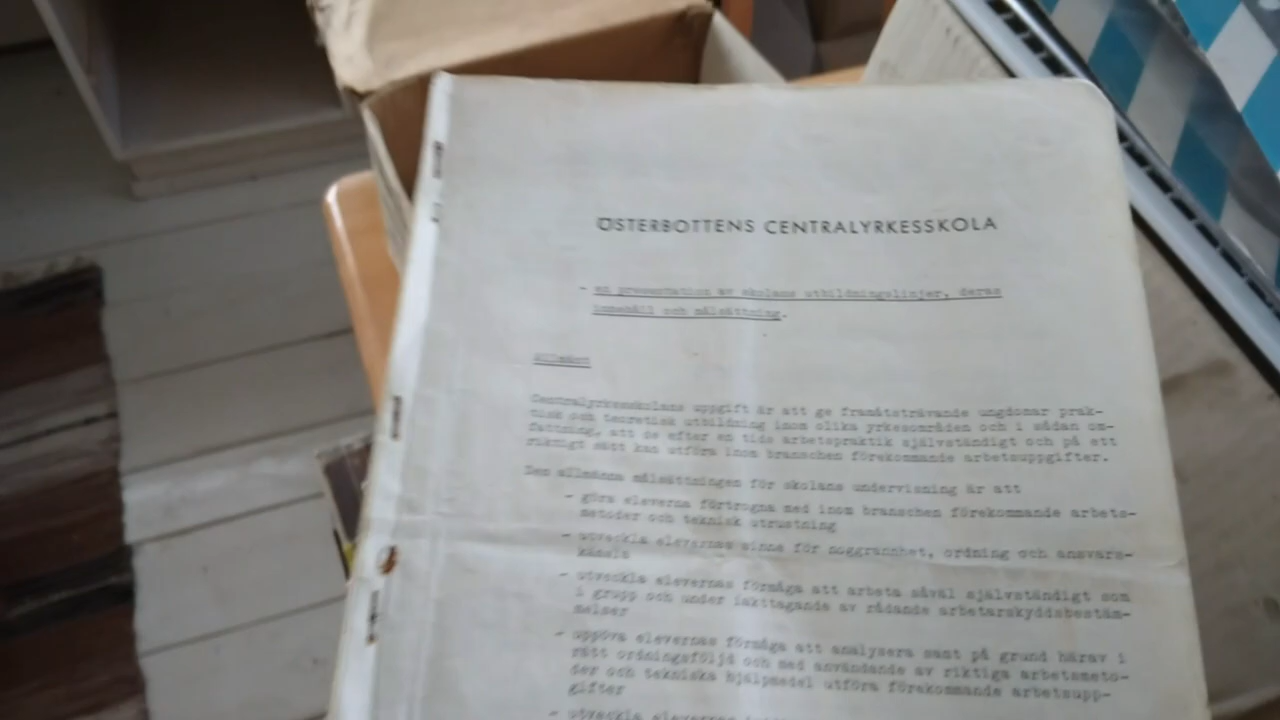 ÖSTERBOTTENS CENTRALYRKESSKOLA
- en presentation av skolans utbildningslinjer, deras
innehåll och målsättning.
Allmänt
Centralyrkesskolans uppgift är att ge framåtsträvande ungdomar prak-
tisk och teoretisk utbildning inom olika yrkesområden och i sådan om-
fattning, att de efter en tids arbetspraktik självständigt och på ett
riktigt sätt kan utföra inom branschen förekommande arbetsuppgifter.
Den allmänna målsättningen för skolans undervisning är att
- göra eleverna förtrogna med inom branschen förekommande arbets-
metoder och teknisk utrustning
- utveckla elevernas sinne för noggrannhet, ordning och ansvars-
känsla
- utveckla elevernas förmåga att arbeta såväl självständigt som
i grupp och under iakttagande av rådande arbetarskyddsbestäm-
melser
- uppöva elevernas förmåga att analysera samt på grund härav i
rätt ordningsföljd och med användande av riktiga arbetsmeto-
der och tekniska hjälpmedel utföra förekommande arbetsupp-
gifter
- utveckla elevernas